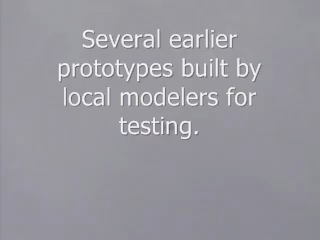 Several earlier
prototypes built by
local modelers for
testing.